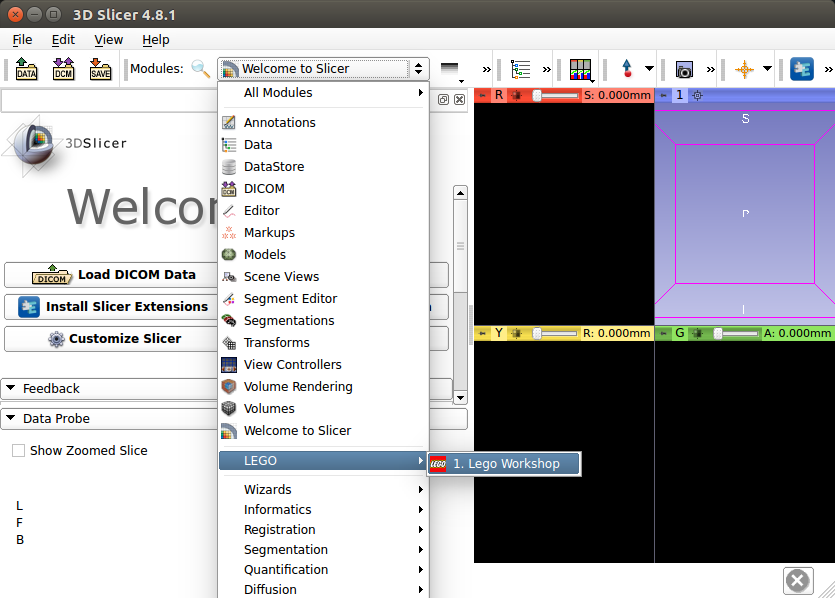 3D Slicer 4.8.1
File Edit View Help
DATA DCM SAVE Modules: Welcome to Slicer
All Modules
Annotations
Data
DataStore
DCM DICOM
Editor
Markups
Models
Scene Views
Segment Editor
Segmentations
Transforms
View Controllers
Volume Rendering
Volumes
Welcome to Slicer
LEGO
LEGO 1. Lego Workshop
Wizards
Informatics
Registration
Segmentation
Quantification
Diffusion
3DSlicer
DICOM Load DICOM Data
Install Slicer Extensions
Customize Slicer
Feedback
Data Probe
Show Zoomed Slice
L
F
B
R S: 0.000mm
1
S
P
I
Y R: 0.000mm
G A: 0.000mm